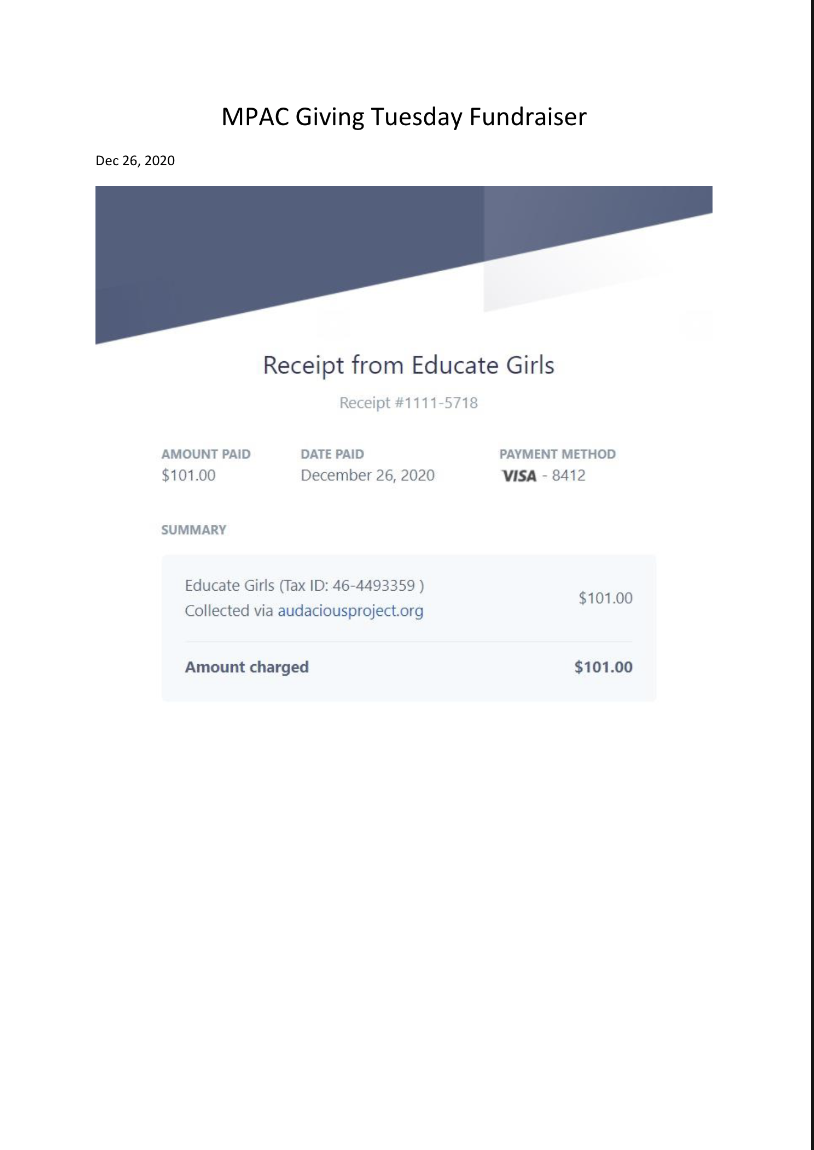 MPAC Giving Tuesday Fundraiser
Dec 26, 2020
Receipt from Educate Girls
Receipt #1111-5718
AMOUNT PAID DATE PAID PAYMENT METHOD
$101.00 December 26, 2020 VISA - 8412
SUMMARY
Educate Girls (Tax ID: 46-4493359 )
$101.00
Collected via audaciousproject.org
Amount charged $101.00